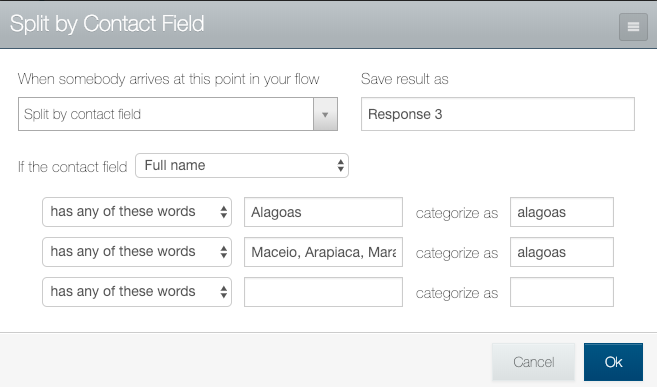 Split by Contact Field
When somebody arrives at this point in your flow
Save result as
Split by contact field
Response 3
If the contact field Full name
has any of these words Alagoas categorize as alagoas
has any of these words Maceio, Arapiaca, Mara categorize as alagoas
has any of these words categorize as
Cancel Ok